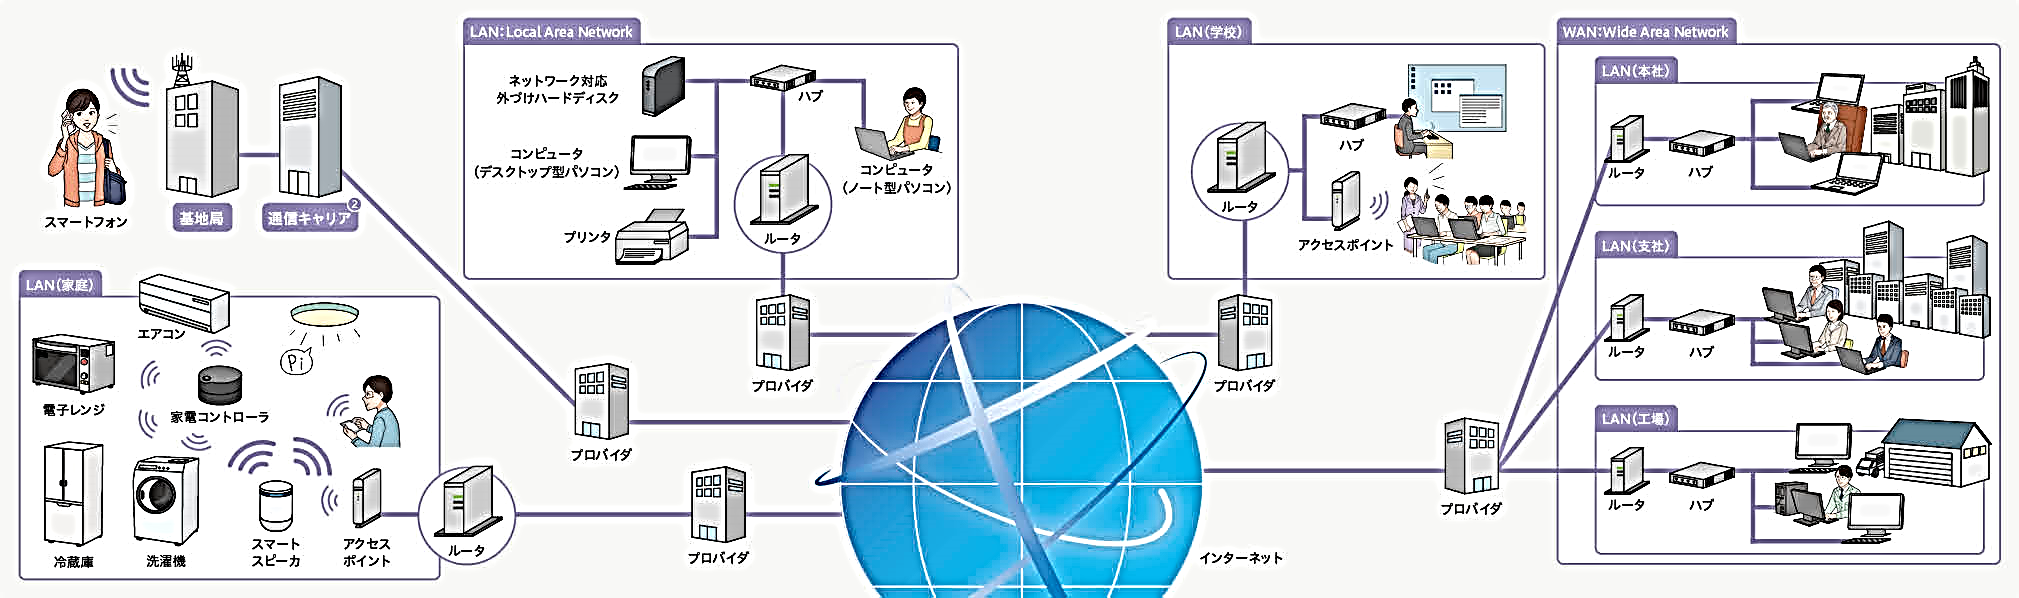 スマートフォン
基地局
通信キャリア②
LAN：Local Area Network
ネットワーク対応
外づけハードディスク
ハブ
コンピュータ
（デスクトップ型パソコン）
コンピュータ
（ノート型パソコン）
プリンタ
ルータ
プロバイダ
LAN（学校）
ハブ
ルータ
アクセスポイント
プロバイダ
WAN：Wide Area Network
LAN（本社）
ルータ
ハブ
LAN（支社）
ルータ
ハブ
LAN（工場）
ルータ
ハブ
プロバイダ
LAN（家庭）
エアコン
Pi
電子レンジ
家電コントローラ
冷蔵庫
洗濯機
スマート
スピーカ
アクセス
ポイント
ルータ
プロバイダ
プロバイダ
インターネット